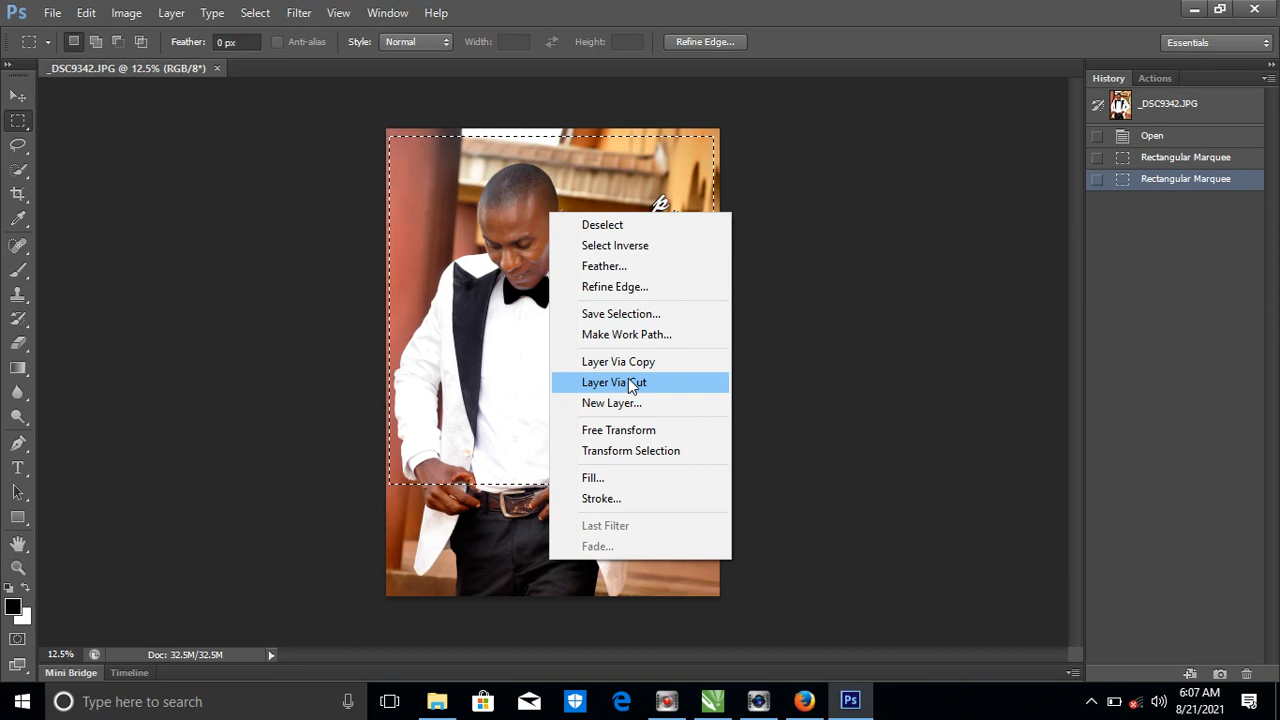 Ps File Edit Image Layer Type Select Filter View Window Help
Feather: 0 px Anti-alias Style: Normal Width: Height: Refine Edge... Essentials
_DSC9342.JPG @ 12.5% (RGB/8*) ×
History Actions
_DSC9342.JPG
Open
Rectangular Marquee
Rectangular Marquee
p
Deselect
Select Inverse
Feather...
Refine Edge...
Save Selection...
Make Work Path...
Layer Via Copy
Layer Via Cut
New Layer...
Free Transform
Transform Selection
Fill...
Stroke...
Last Filter
Fade...
12.5% Doc: 32.5M/32.5M
Mini Bridge Timeline
Type here to search
Ps
6:07 AM
8/21/2021